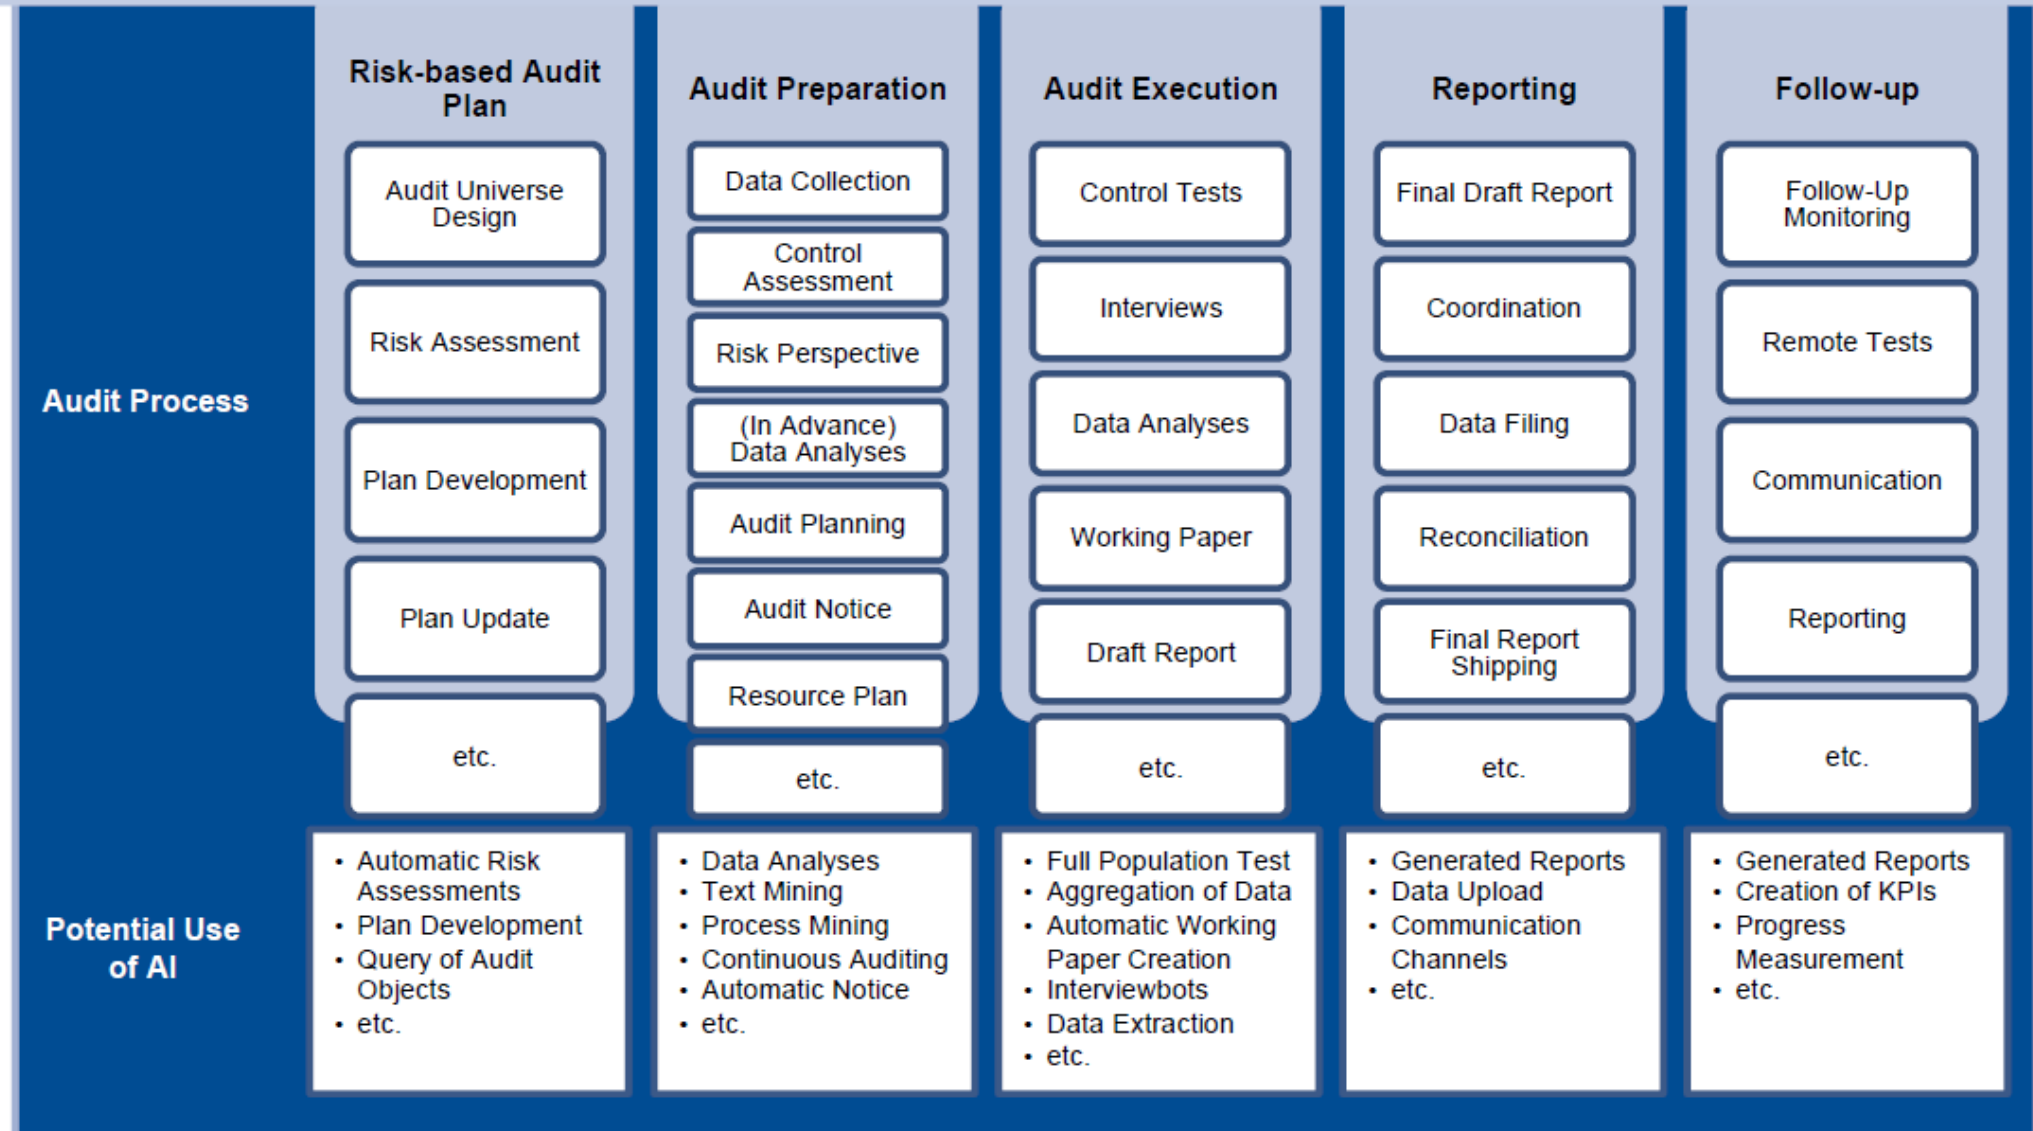 Audit Process
Risk-based Audit
Plan
Audit Universe
Design
Risk Assessment
Plan Development
Plan Update
etc.
Audit Preparation
Data Collection
Control
Assessment
Risk Perspective
(In Advance)
Data Analyses
Audit Planning
Audit Notice
Resource Plan
etc.
Audit Execution
Control Tests
Interviews
Data Analyses
Working Paper
Draft Report
etc.
Reporting
Final Draft Report
Coordination
Data Filing
Reconciliation
Final Report
Shipping
etc.
Follow-up
Follow-Up
Monitoring
Remote Tests
Communication
Reporting
etc.
Potential Use
of AI
• Automatic Risk
Assessments
• Plan Development
• Query of Audit
Objects
• etc.
• Data Analyses
• Text Mining
• Process Mining
• Continuous Auditing
• Automatic Notice
• etc.
• Full Population Test
• Aggregation of Data
• Automatic Working
Paper Creation
• Interviewbots
• Data Extraction
• etc.
• Generated Reports
• Data Upload
• Communication
Channels
• etc.
• Generated Reports
• Creation of KPIs
• Progress
Measurement
• etc.